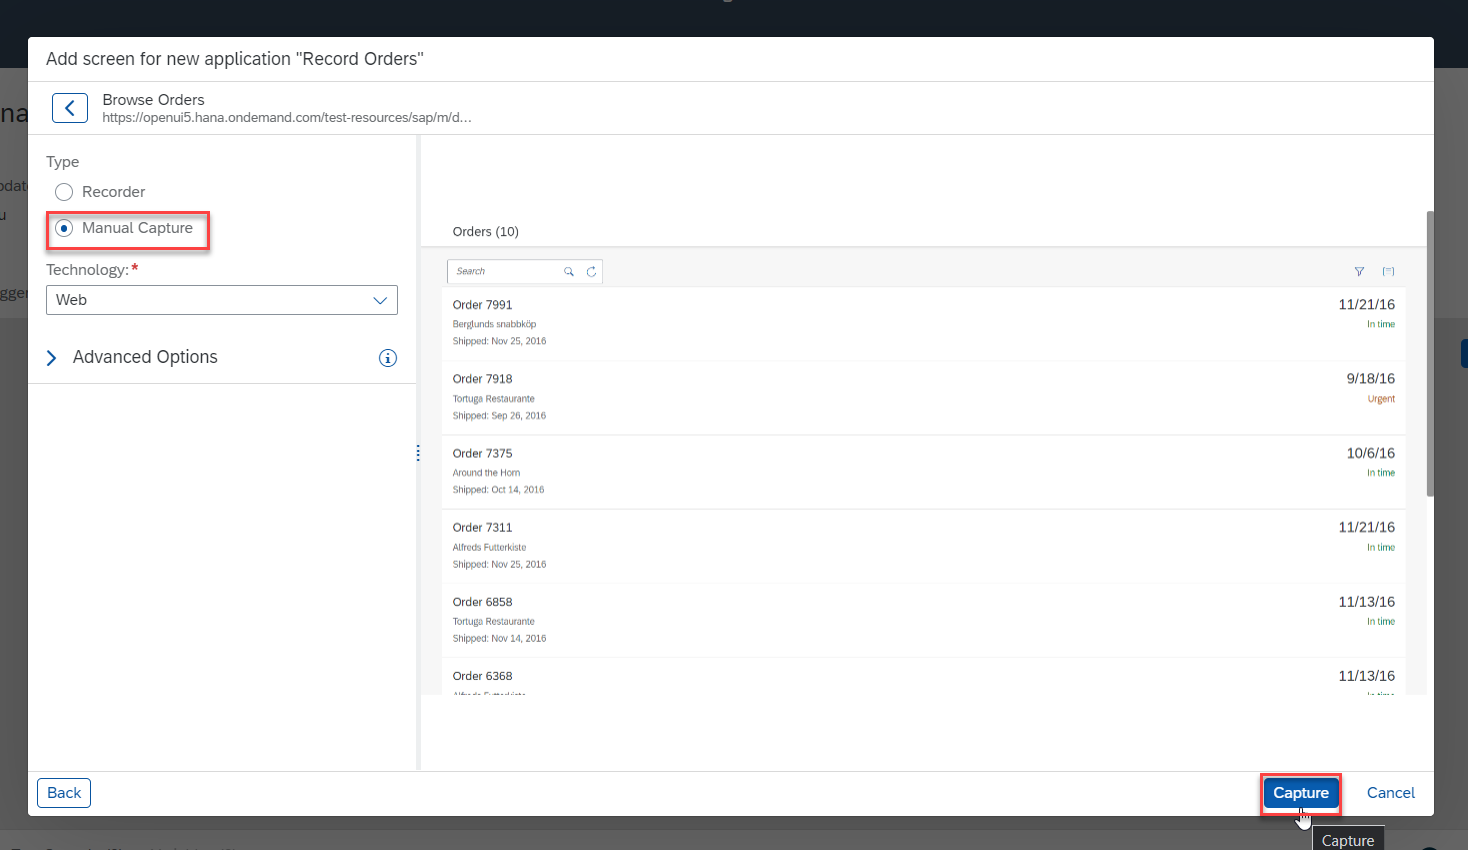 Add screen for new application "Record Orders"
Browse Orders
https://openui5.hana.ondemand.com/test-resources/sap/m/d...
Type
Recorder
Manual Capture
Technology:*
Web
Advanced Options
Orders (10)
Search
Order 7991
11/21/16
Berglunds snabbköp
In time
Shipped: Nov 25, 2016
Order 7918
9/18/16
Tortuga Restaurante
Urgent
Shipped: Sep 26, 2016
Order 7375
10/6/16
Around the Horn
In time
Shipped: Oct 14, 2016
Order 7311
11/21/16
Alfreds Futterkiste
In time
Shipped: Nov 25, 2016
Order 6858
11/13/16
Tortuga Restaurante
In time
Shipped: Nov 14, 2016
Order 6368
11/13/16
Back
Capture
Cancel
Capture